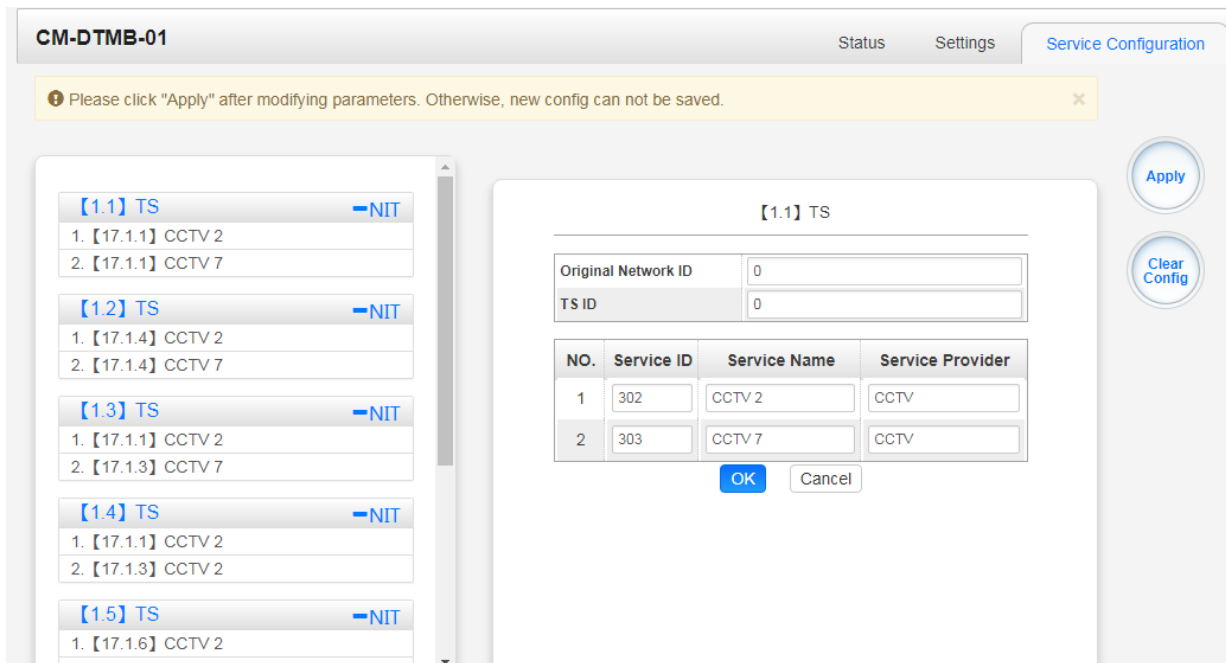 CM-DTMB-01
Status Settings Service Configuration
Please click "Apply" after modifying parameters. Otherwise, new config can not be saved. ×
【1.1】TS NIT
1.【17.1.1】CCTV 2
2.【17.1.1】CCTV 7
【1.2】TS NIT
1.【17.1.4】CCTV 2
2.【17.1.4】CCTV 7
【1.3】TS NIT
1.【17.1.1】CCTV 2
2.【17.1.3】CCTV 7
【1.4】TS NIT
1.【17.1.1】CCTV 2
2.【17.1.3】CCTV 2
【1.5】TS NIT
1.【17.1.6】CCTV 2
【1.1】TS
Original Network ID 0
TS ID 0
NO. Service ID Service Name Service Provider
1 302 CCTV 2 CCTV
2 303 CCTV 7 CCTV
OK Cancel
Apply
Clear
Config